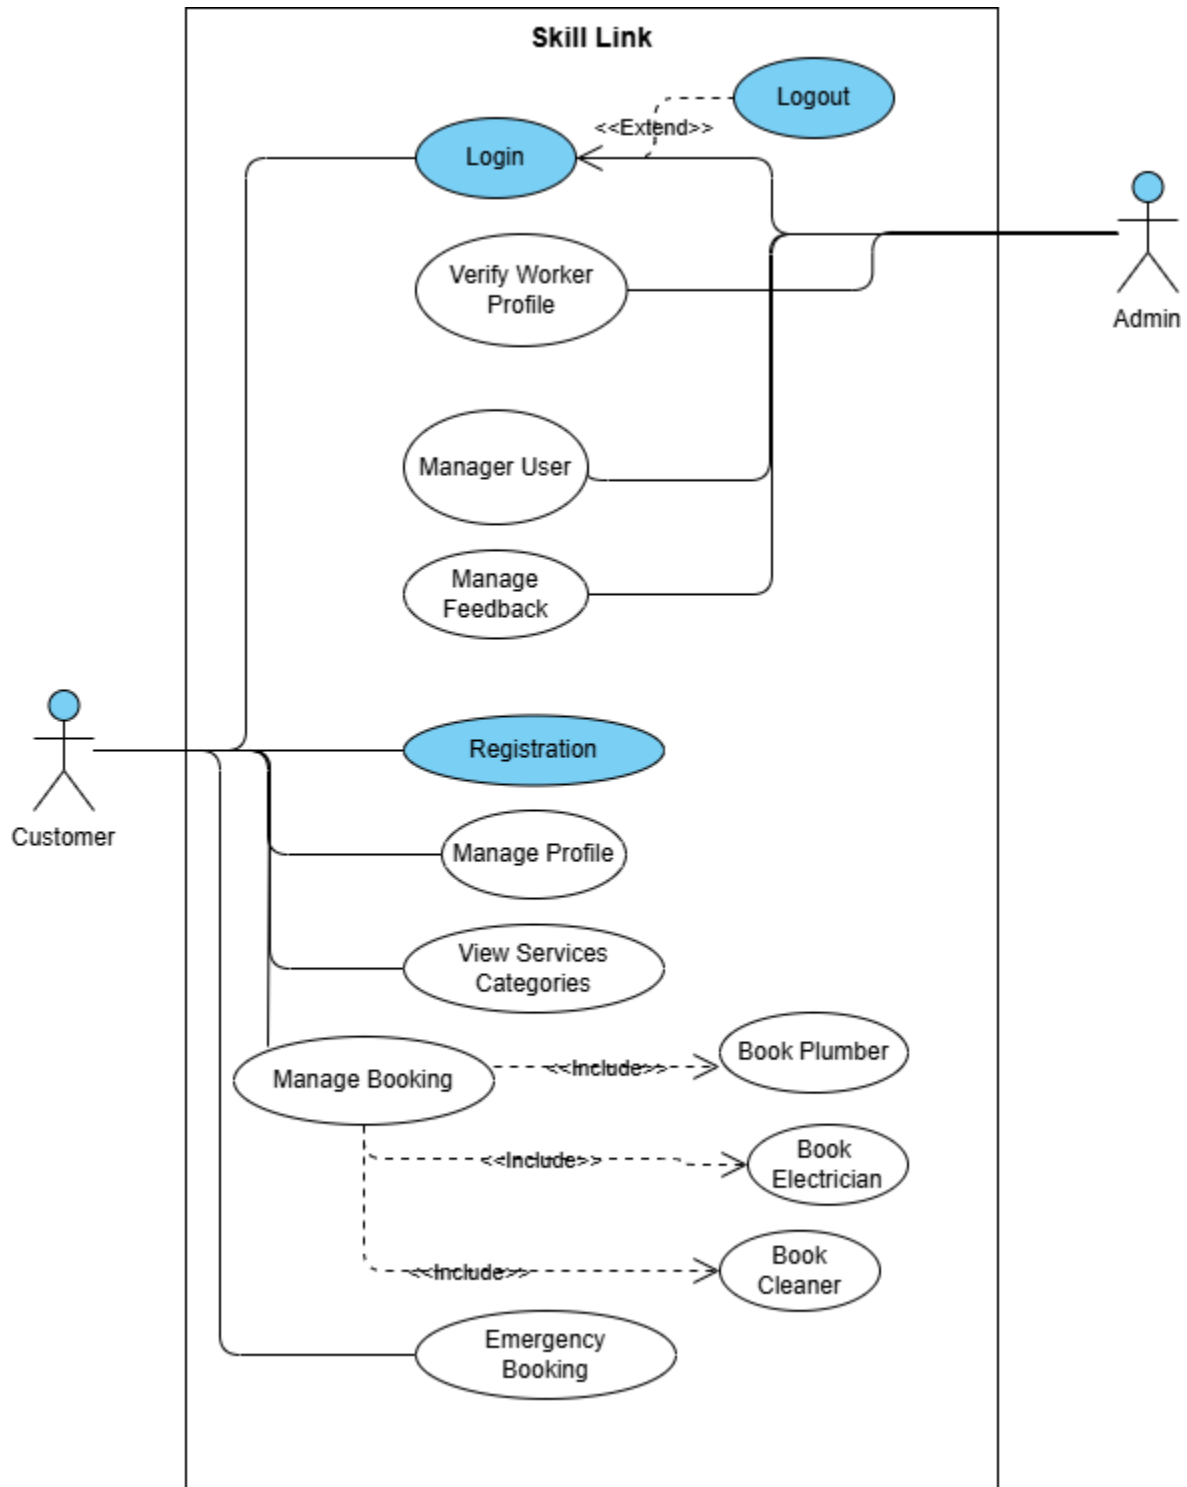 Skill Link
Logout
<<Extend>>
Login
Verify Worker
Profile
Admin
Manager User
Manage
Feedback
Registration
Customer
Manage Profile
View Services
Categories
Book Plumber
<<Include>>
Manage Booking
Book
Electrician
<<Include>>
Book
Cleaner
<<Include>>
Emergency
Booking